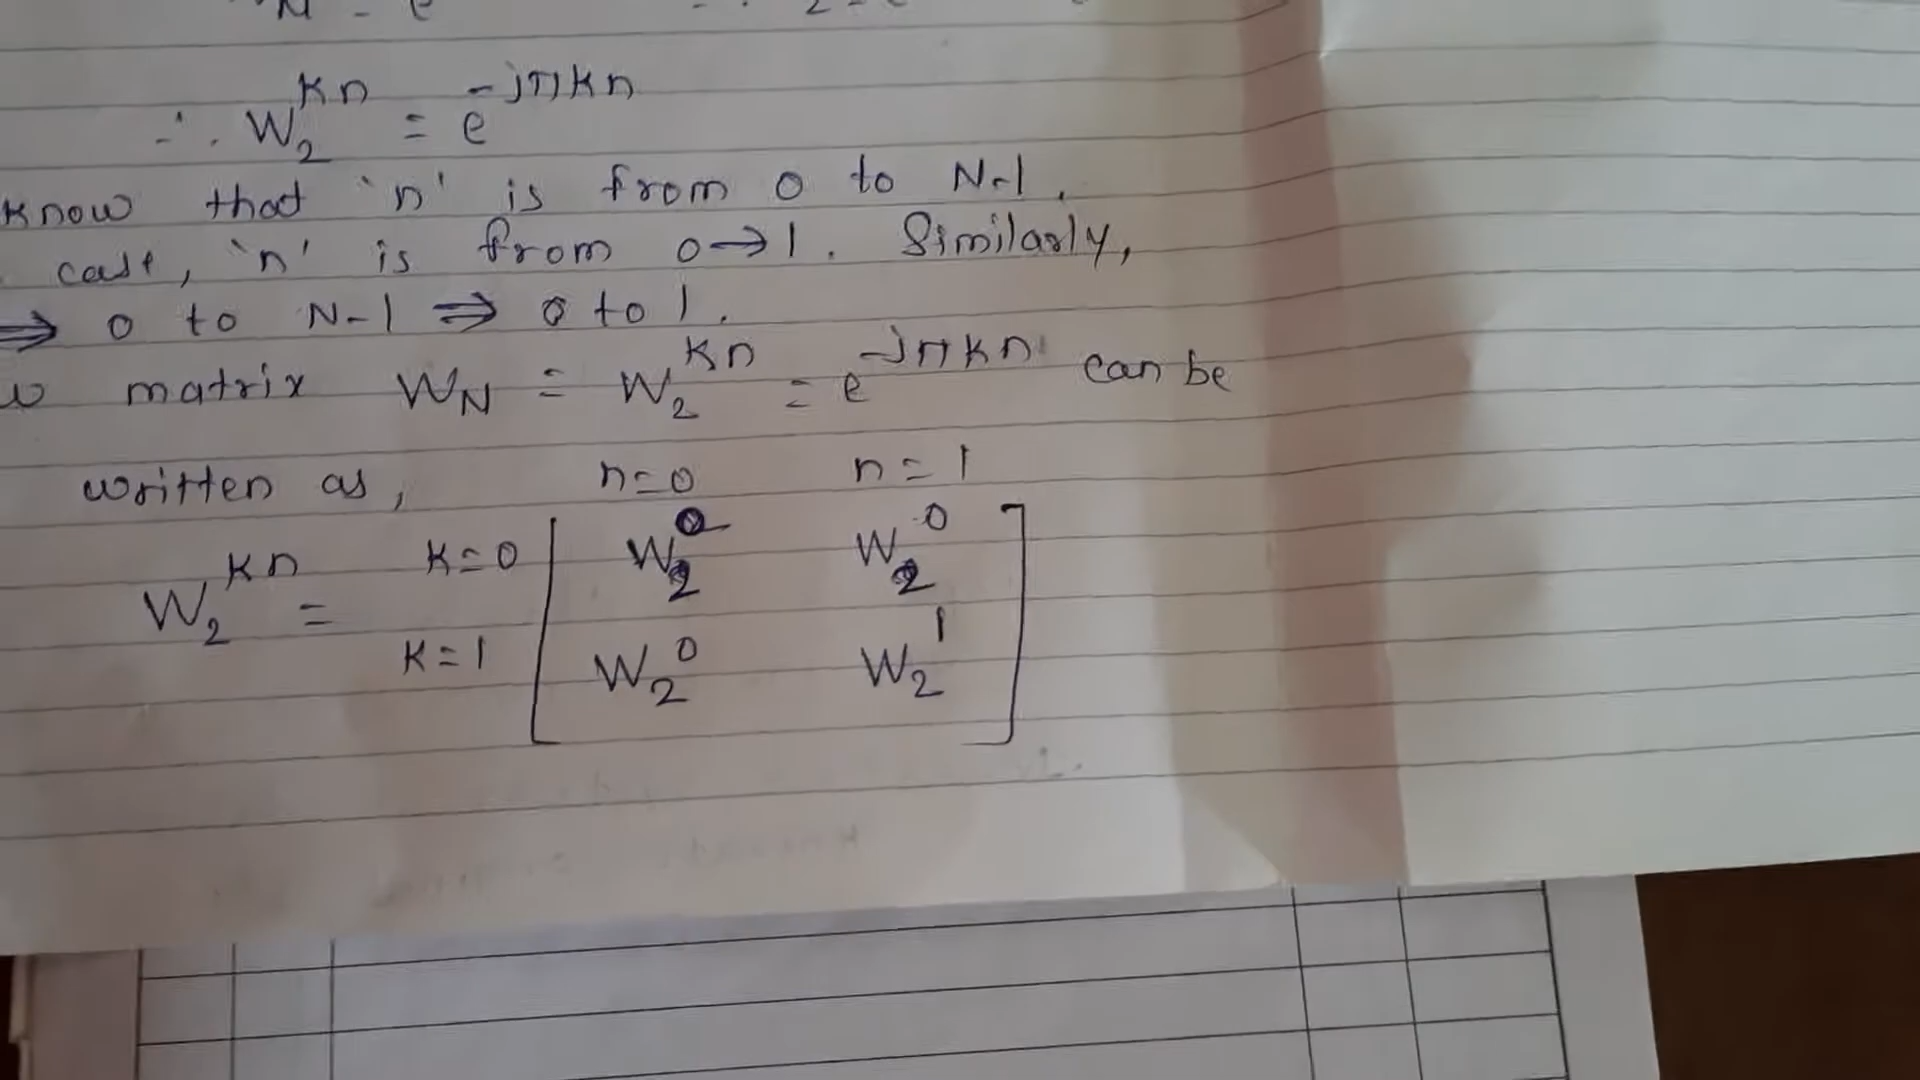 ∴ W₂^kn = e^-jπkn
know that 'n' is from 0 to N-1.
case, 'n' is from 0→1. Similarly,
⇒ 0 to N-1 ⇒ 0 to 1.
matrix W_N = W₂^kn = e^-jπkn can be
written as, n=0 n=1
W₂^kn = k=0 [ W₂^0 W₂^0 ]
k=1 [ W₂^0 W₂^1 ]